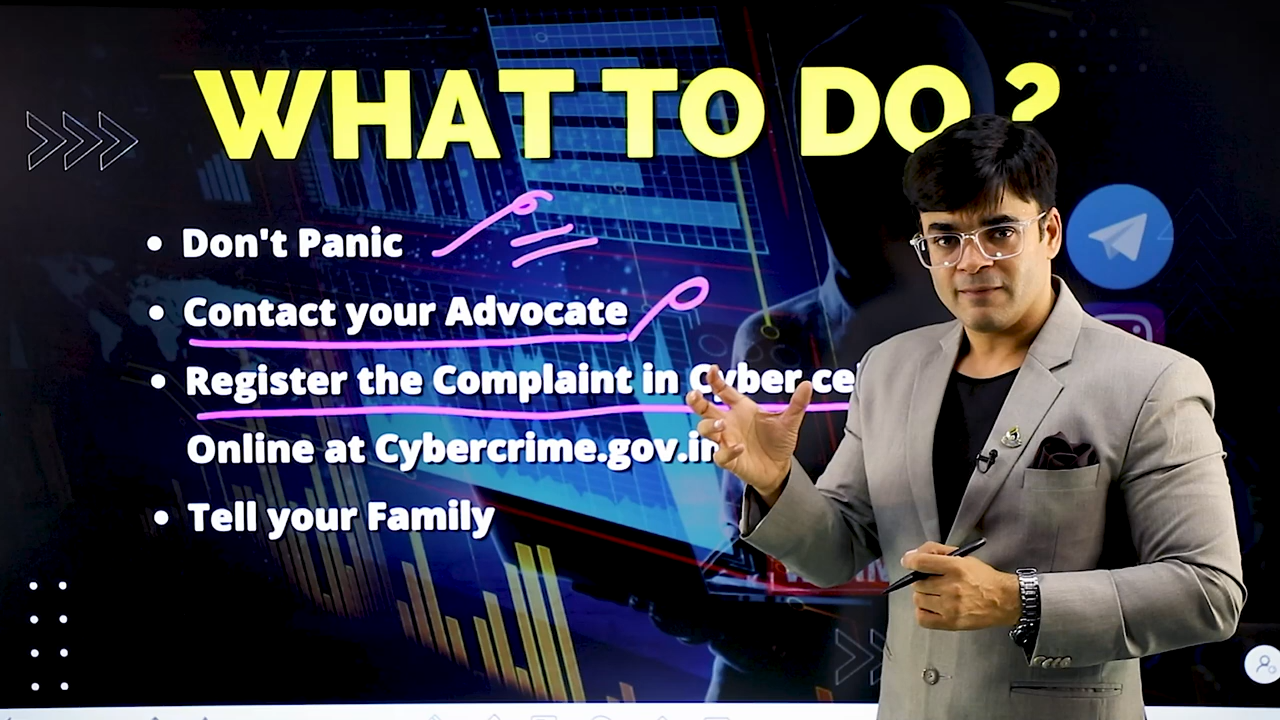 WHAT TO DO ?
• Don't Panic
• Contact your Advocate
• Register the Complaint in Cyber ce
Online at Cybercrime.gov.in
• Tell your Family